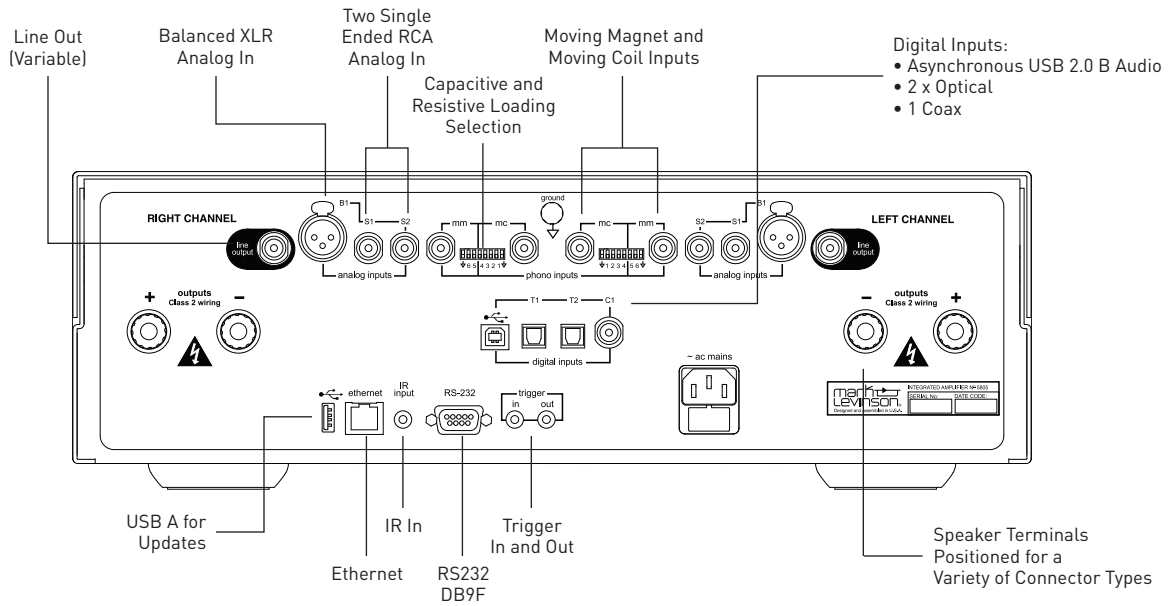 Line Out
(Variable)
Balanced XLR
Analog In
Two Single
Ended RCA
Analog In
Capacitive and
Resistive Loading
Selection
Moving Magnet and
Moving Coil Inputs
Digital Inputs:
• Asynchronous USB 2.0 B Audio
• 2 x Optical
• 1 Coax
RIGHT CHANNEL
line
output
B1
S1
S2
analog inputs
mm
mc
6 5 4 3 2 1
ground
mc
mm
1 2 3 4 5 6
phono inputs
S2
S1
B1
analog inputs
LEFT CHANNEL
line
output
+
outputs
Class 2 wiring
−
T1
T2
C1
digital inputs
−
outputs
Class 2 wiring
+
~ ac mains
ethernet
IR
input
RS-232
trigger
in
out
mark
Levinson®
Designed and assembled in U.S.A.
INTEGRATED AMPLIFIER Nº 5805
SERIAL No:
DATE CODE:
USB A for
Updates
Ethernet
IR In
RS232
DB9F
Trigger
In and Out
Speaker Terminals
Positioned for a
Variety of Connector Types